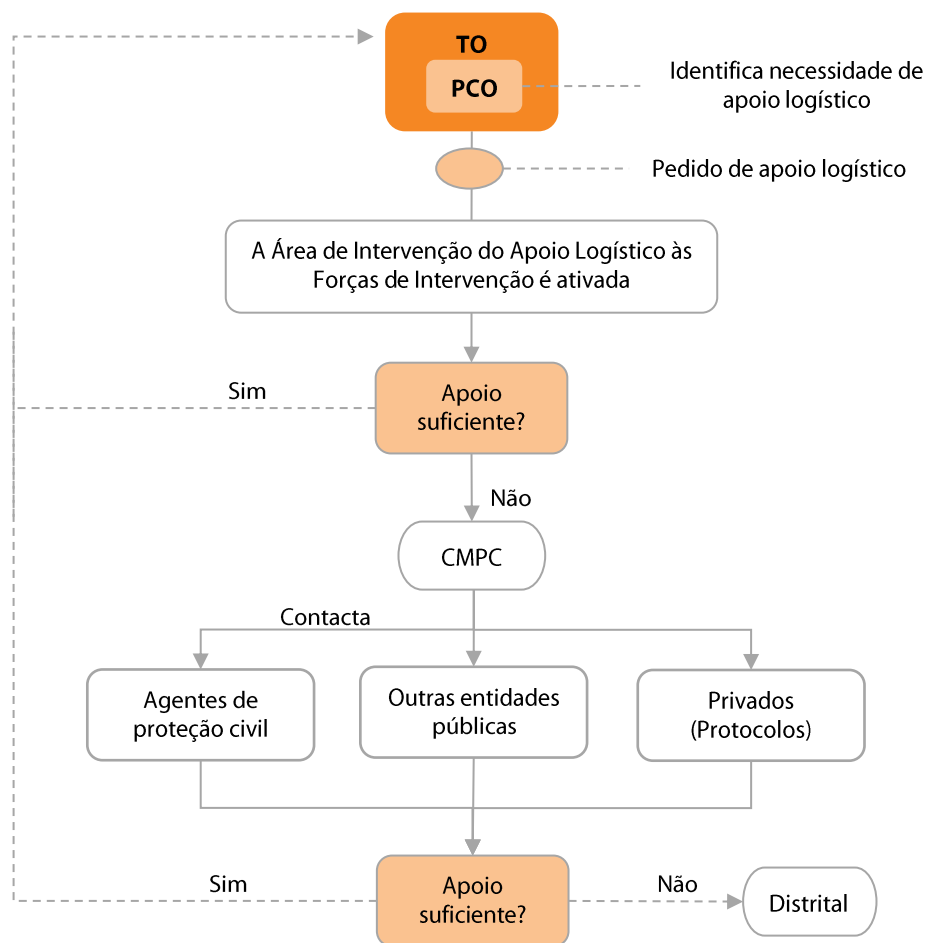 TO
PCO
Identifica necessidade de
apoio logístico
Pedido de apoio logístico
A Área de Intervenção do Apoio Logístico às
Forças de Intervenção é ativada
Sim
Apoio
suficiente?
Não
CMPC
Contacta
Agentes de
proteção civil
Outras entidades
públicas
Privados
(Protocolos)
Sim
Apoio
suficiente?
Não
Distrital